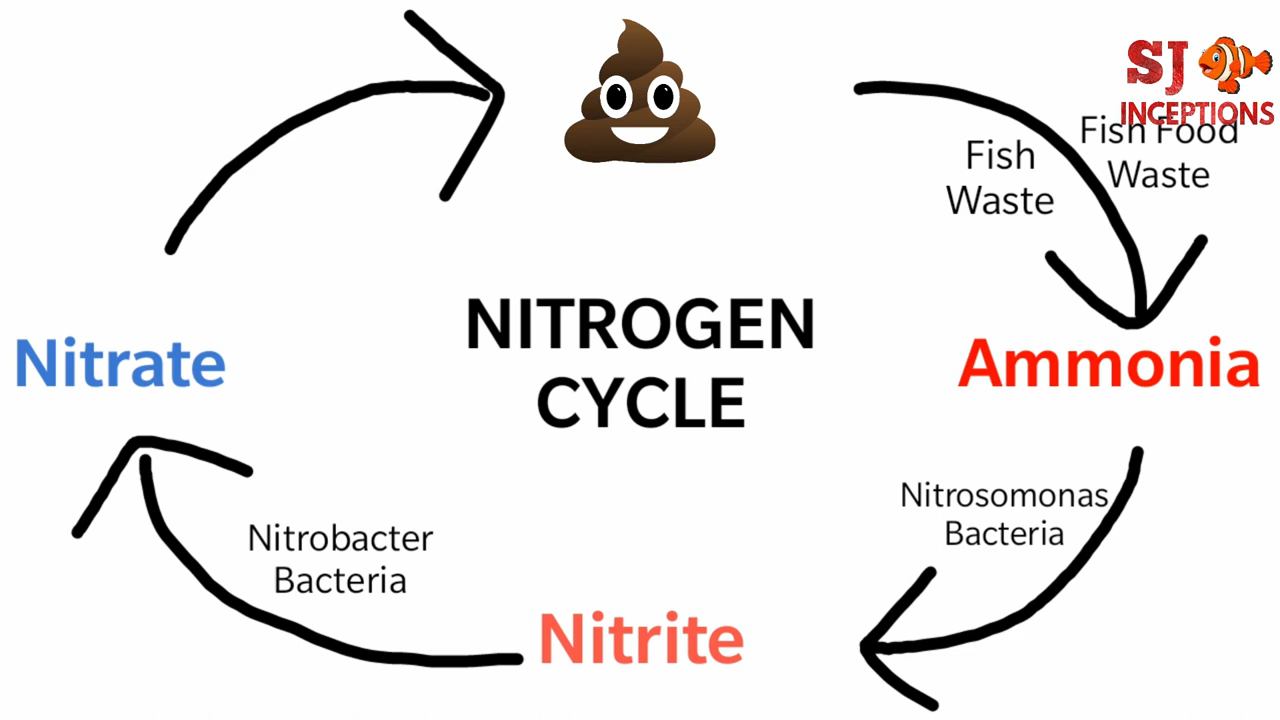 SJ
INCEPTIONS
Fish Food
Waste
Fish
Waste
NITROGEN
CYCLE
Nitrate
Ammonia
Nitrosomonas
Bacteria
Nitrobacter
Bacteria
Nitrite